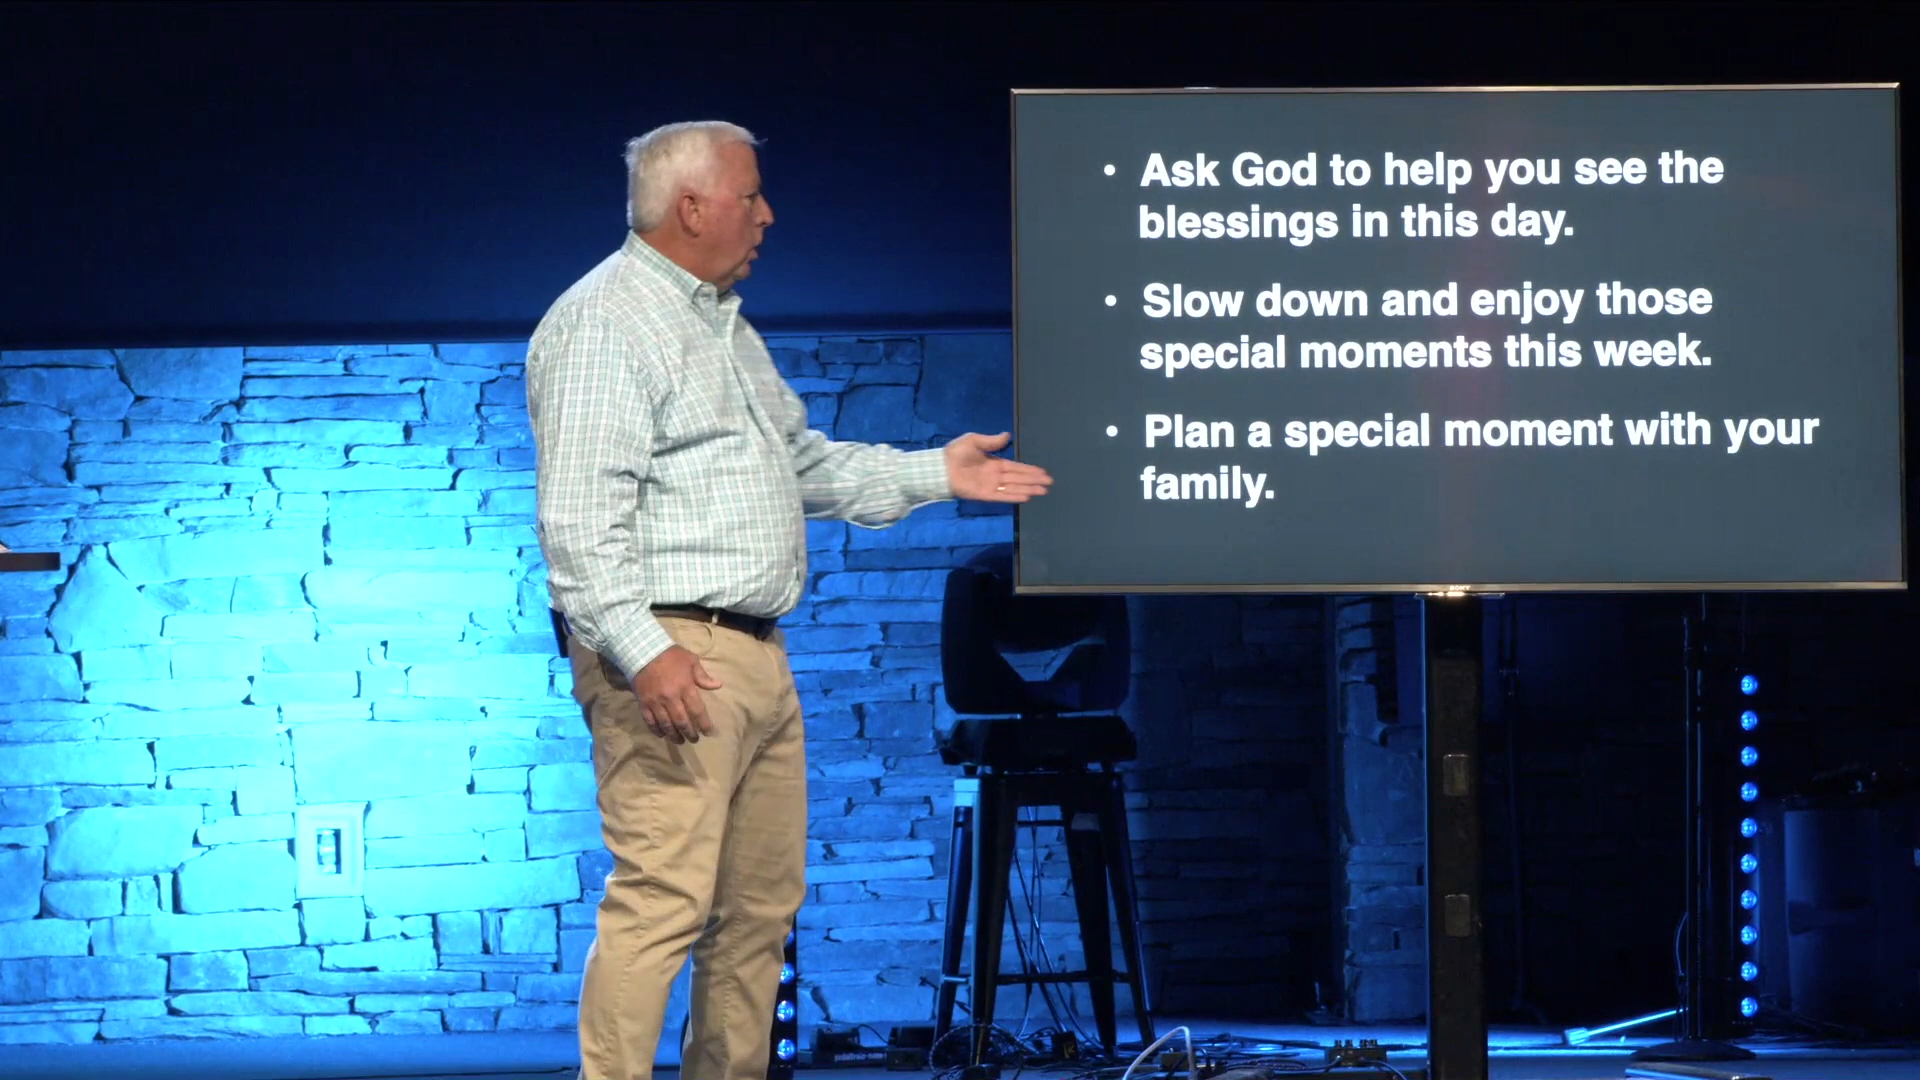 • Ask God to help you see the
blessings in this day.
• Slow down and enjoy those
special moments this week.
• Plan a special moment with your
family.
SONY